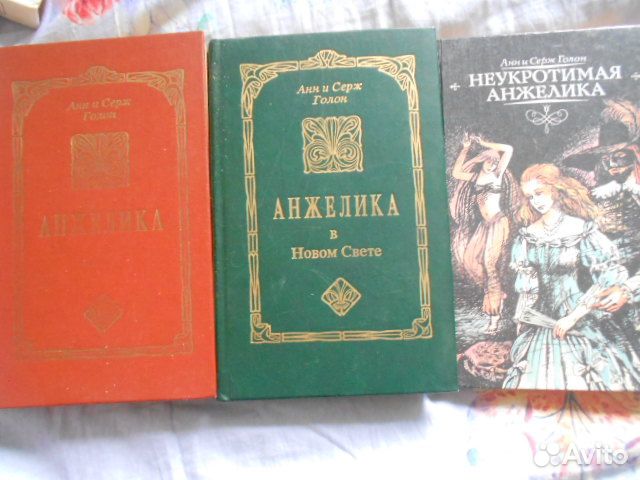 Анн и Серж
Голон
АНЖЕЛИКА
Анн и Серж
Голон
АНЖЕЛИКА
в
Новом Свете
Анн и Серж Голон
НЕУКРОТИМАЯ
АНЖЕЛИКА
Avito